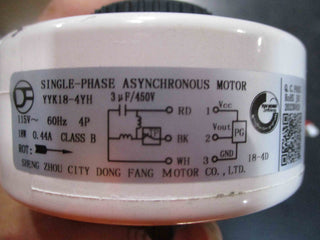 SINGLE-PHASE ASYNCHRONOUS MOTOR
YYK18-4YH 3μF/450V
115V~ 60Hz 4P
18W 0.44A CLASS B
ROT:
RD
BK
WH
1 Vcc
Vout
2
PG
GND
3
18-4D
SHENG ZHOU CITY DONG FANG MOTOR CO., LTD.